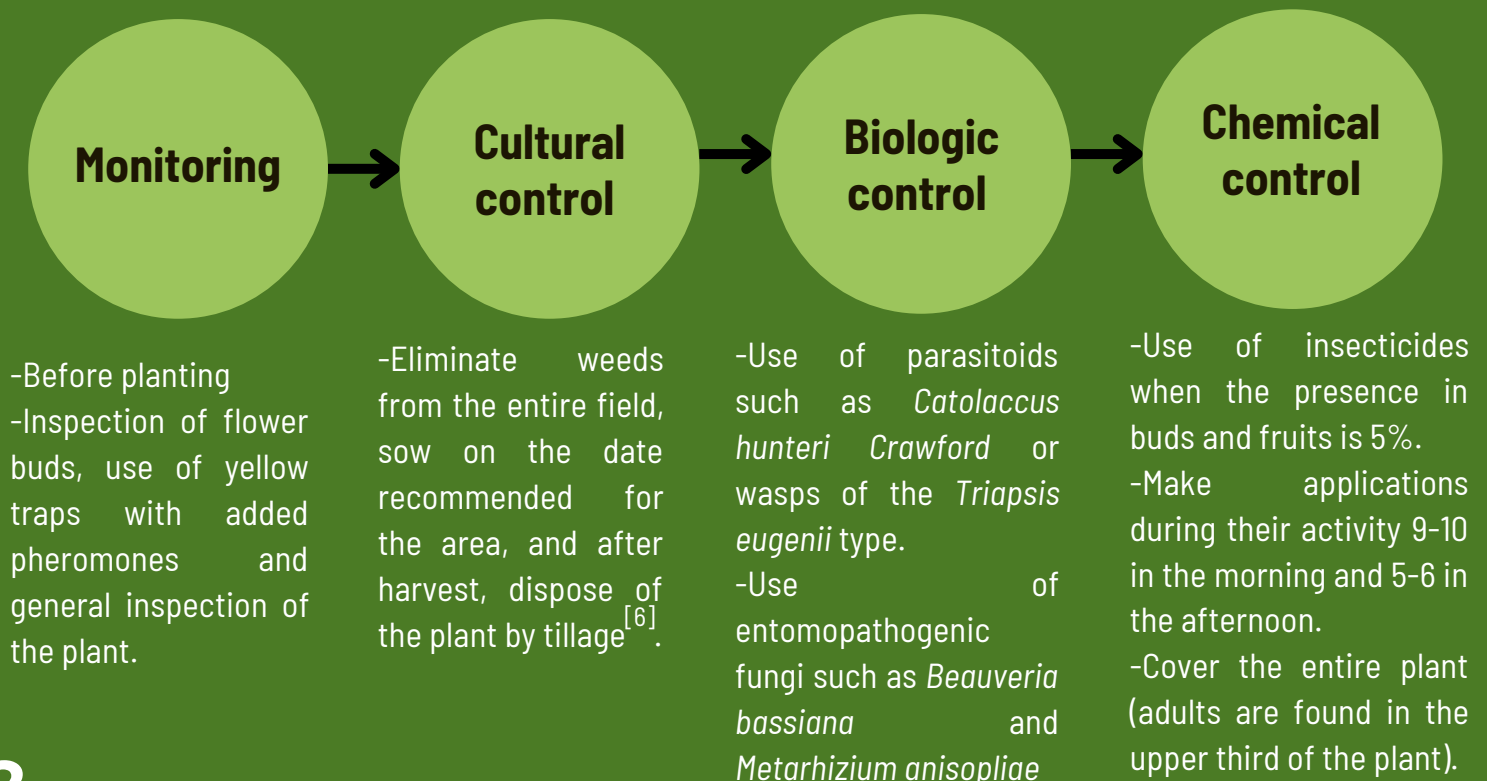 Monitoring
Cultural
control
Biologic
control
Chemical
control
-Before planting
-Inspection of flower
buds, use of yellow
traps with added
pheromones and
general inspection of
the plant.
-Eliminate weeds
from the entire field,
sow on the date
recommended for
the area, and after
harvest, dispose of
the plant by tillage[6].
-Use of parasitoids
such as Catolaccus
hunteri Crawford or
wasps of the Triapsis
eugenii type.
-Use of
entomopathogenic
fungi such as Beauveria
bassiana and
Metarhizium anisopliae
-Use of insecticides
when the presence in
buds and fruits is 5%.
-Make applications
during their activity 9-10
in the morning and 5-6 in
the afternoon.
-Cover the entire plant
(adults are found in the
upper third of the plant).